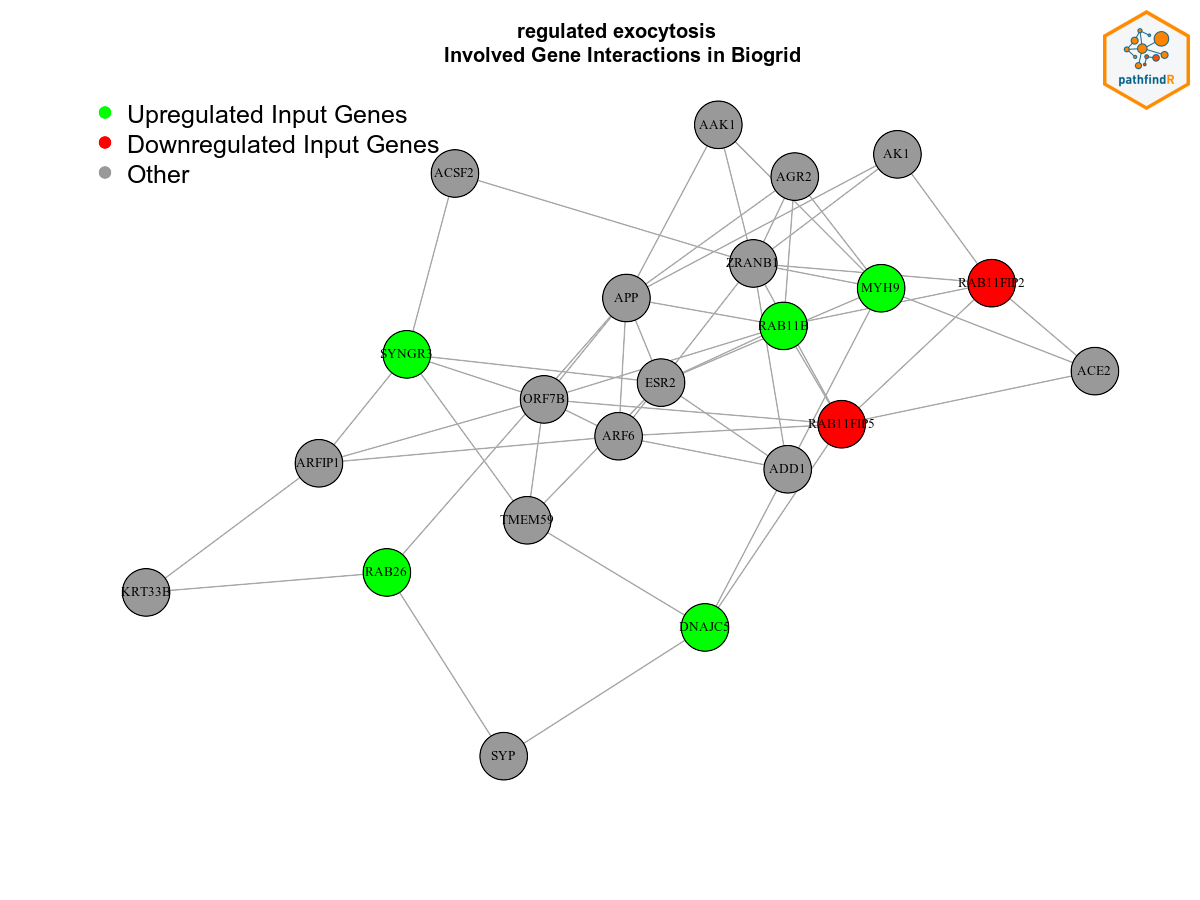 regulated exocytosis
Involved Gene Interactions in Biogrid
pathfindR
Upregulated Input Genes
Downregulated Input Genes
Other
AAK1
AK1
ACSF2
AGR2
ZRANB1
RAB11FIP2
MYH9
APP
RAB11B
SYNGR3
ACE2
ESR2
ORF7B
RAB11FIP5
ARF6
ARFIP1
ADD1
TMEM59
RAB26
KRT33B
DNAJC5
SYP